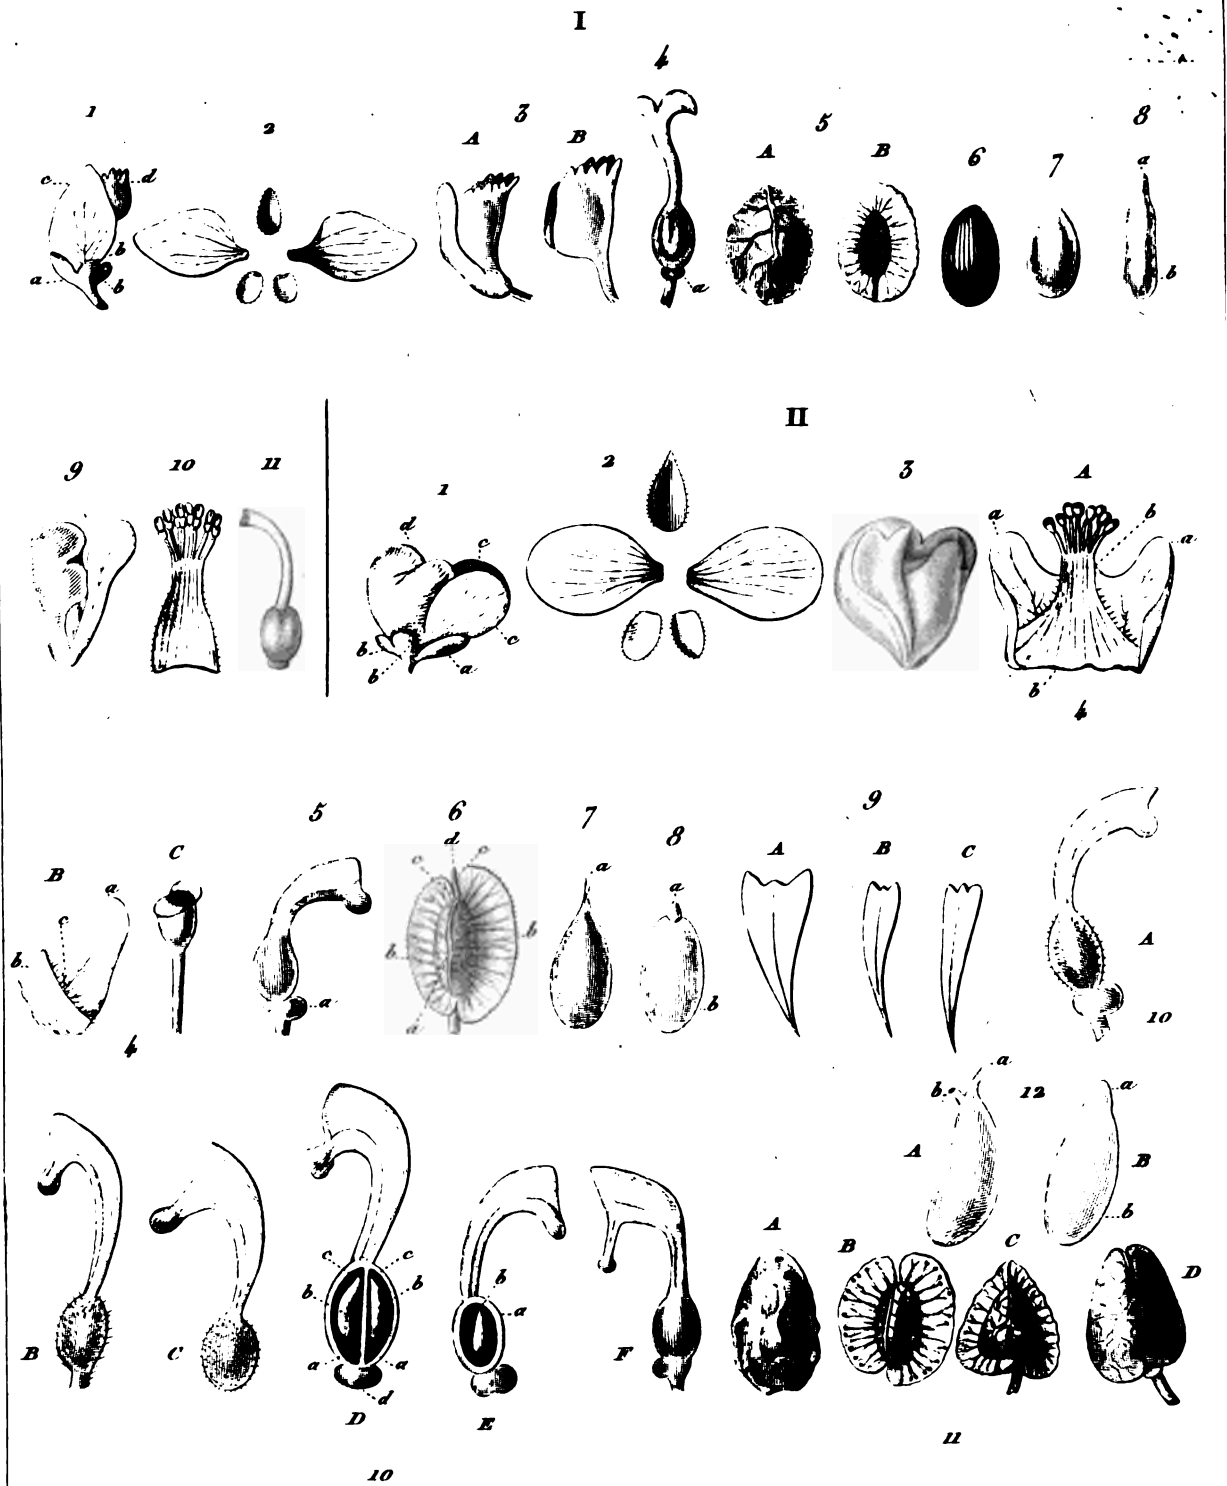 I
1 2 3 4 5 6 7 8
A B A B a
c d
b
a b a b
II
9 10 11 1 2 3 A
d c a b a
c
b a
b b
4
5 6 7 8 9
B C d A B C
c c a
a a
c
b b b A
a a b
4 10
a
b 12 a
A B
b
A
c c B C D
b b b
a
B C a a F
d
D E
11
10